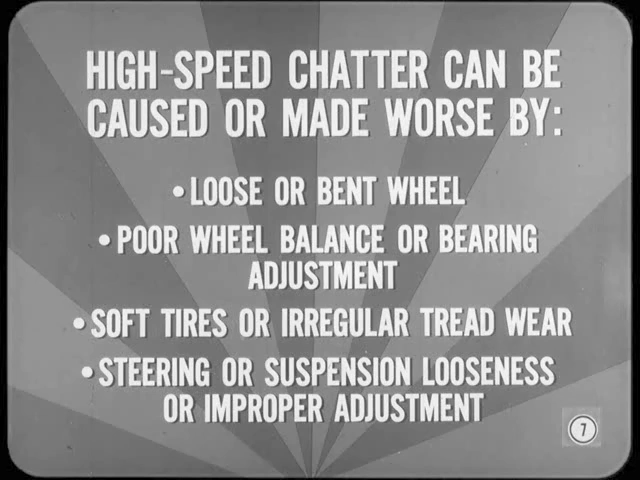 HIGH-SPEED CHATTER CAN BE
CAUSED OR MADE WORSE BY:
• LOOSE OR BENT WHEEL
• POOR WHEEL BALANCE OR BEARING
ADJUSTMENT
• SOFT TIRES OR IRREGULAR TREAD WEAR
• STEERING OR SUSPENSION LOOSENESS
OR IMPROPER ADJUSTMENT
7